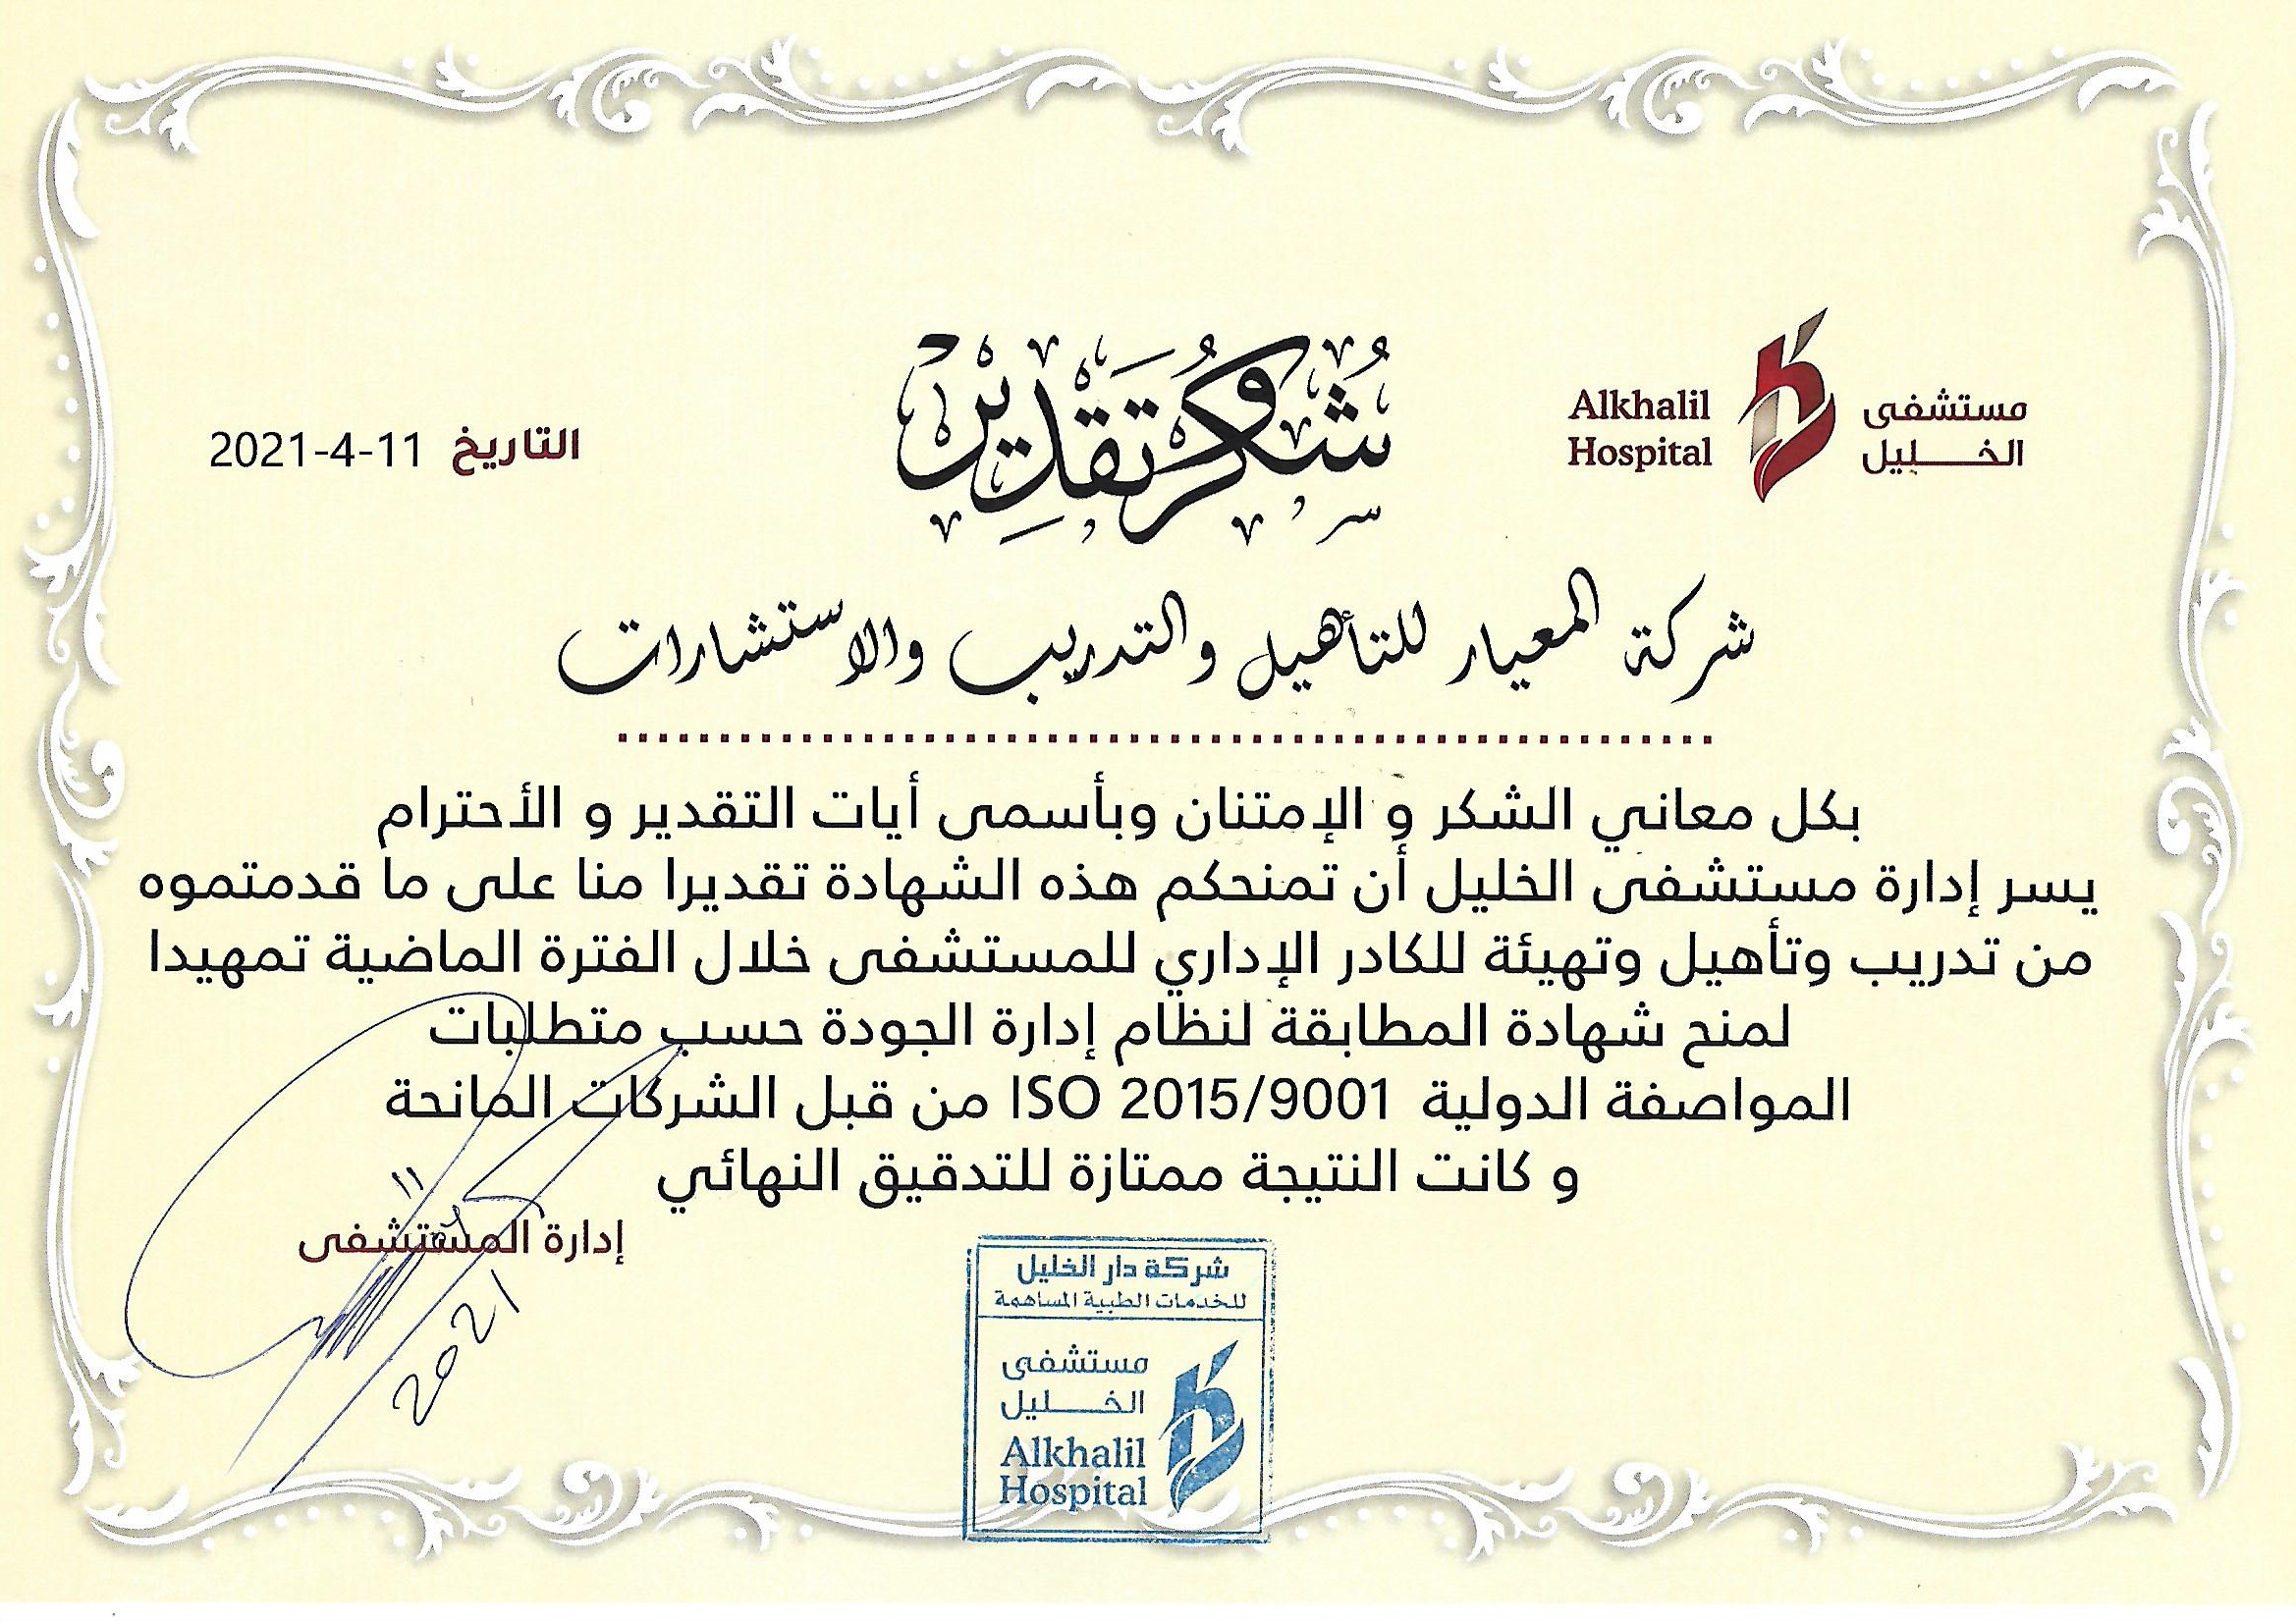 مستشفى
الخليل
Alkhalil
Hospital
شُكر و تَقدِير
التاريخ 11-4-2021
شركة المعيار للتأهيل والتدريب والاستشارات
بكل معاني الشكر و الإمتنان وبأسمى أيات التقدير و الأحترام
يسر إدارة مستشفى الخليل أن تمنحكم هذه الشهادة تقديرا منا على ما قدمتموه
من تدريب وتأهيل وتهيئة للكادر الإداري للمستشفى خلال الفترة الماضية تمهيدا
لمنح شهادة المطابقة لنظام إدارة الجودة حسب متطلبات
المواصفة الدولية ISO 2015/9001 من قبل الشركات المانحة
و كانت النتيجة ممتازة للتدقيق النهائي
إدارة المستشفى
11
2021
شركة دار الخليل
للخدمات الطبية المساهمة
مستشفى
الخليل
Alkhalil
Hospital